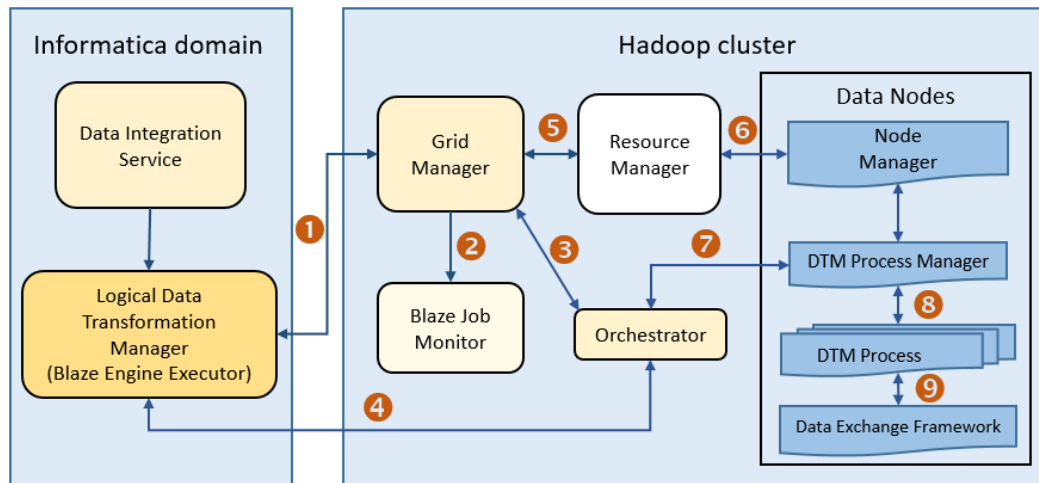 Informatica domain
Data Integration
Service
Logical Data
Transformation
Manager
(Blaze Engine Executor)
1
Hadoop cluster
Grid
Manager
5
Resource
Manager
6
2
3
Blaze Job
Monitor
Orchestrator
4
7
Data Nodes
Node
Manager
DTM Process Manager
8
DTM Process
9
Data Exchange Framework